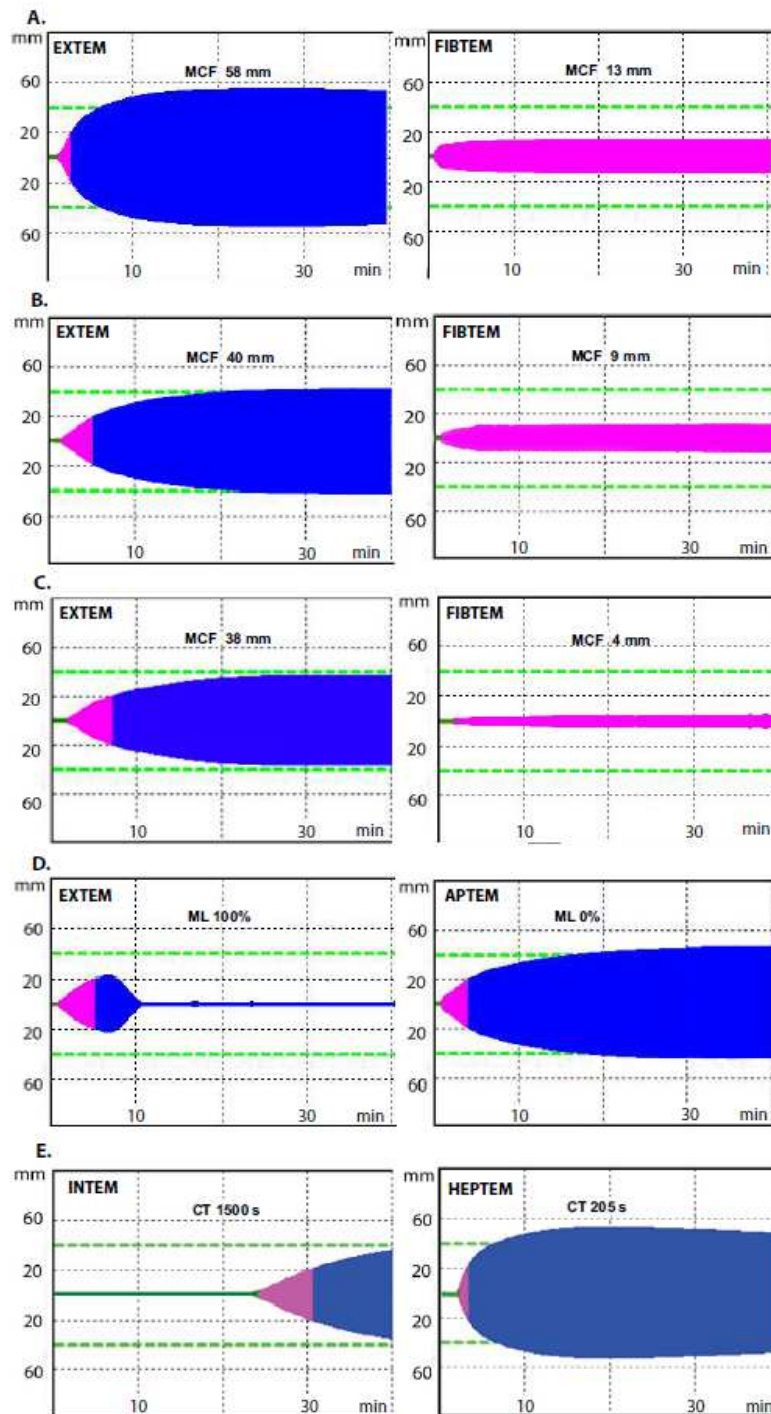 A.
mm EXTEM FIBTEM
MCF 58 mm MCF 13 mm
60 60
20 20
20 20
60 60
10 30 min 10 30 min
B.
mm EXTEM mm FIBTEM
MCF 40 mm MCF 9 mm
60 60
20 20
20 20
60 60
10 30 min 10 30 min
C.
mm EXTEM mm FIBTEM
MCF 38 mm MCF 4 mm
60 60
20 20
20 20
60 60
10 30 min 10 30 min
D.
mm EXTEM mm APTEM
ML 100% ML 0%
60 60
20 20
20 20
60 60
10 30 min 10 30 min
E.
mm INTEM mm HEPTEM
CT 1500 s CT 205 s
60 60
20 20
20 20
60 60
10 30 min 10 30 min